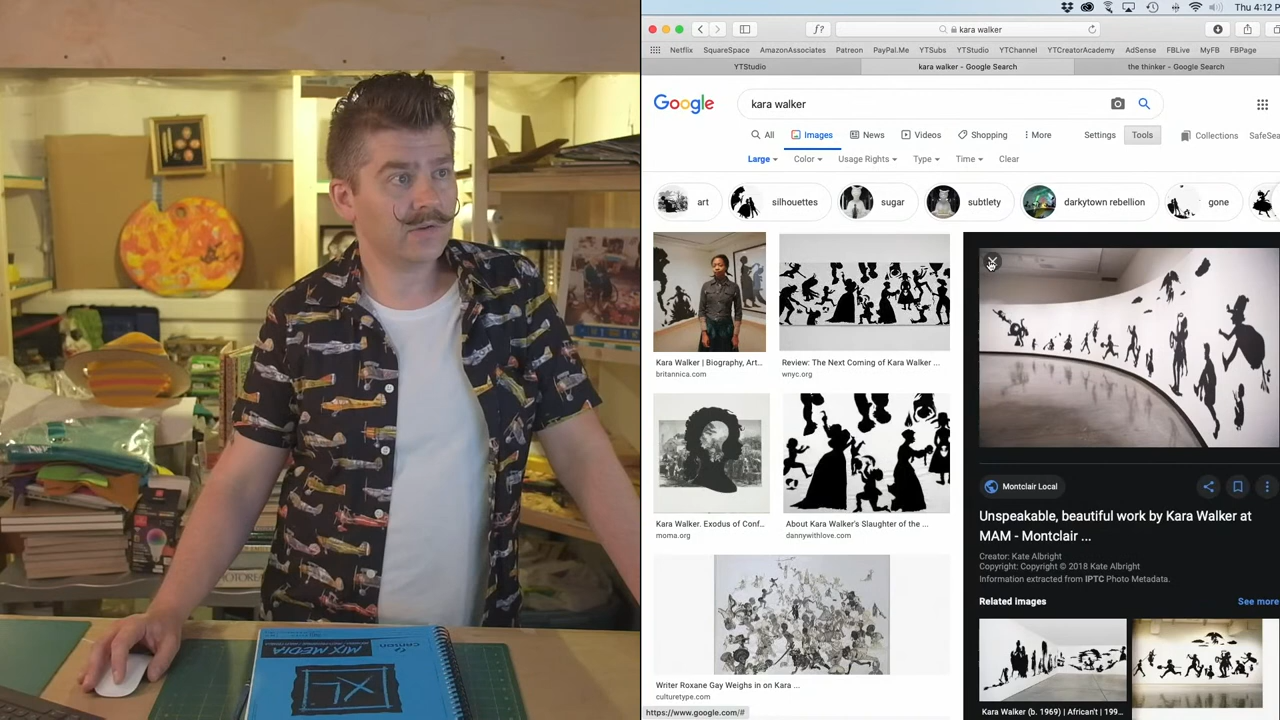 Thu 4:12 P
kara walker
Netflix SquareSpace AmazonAssociates Patreon PayPal.Me YTSubs YTStudio YTChannel YTCreatorAcademy AdSense FBLive MyFB FBPage
YTStudio kara walker - Google Search the thinker - Google Search
Google kara walker
All Images News Videos Shopping More Settings Tools Collections SafeSea
Large Color Usage Rights Type Time Clear
art silhouettes sugar subtlety darkytown rebellion gone
Kara Walker | Biography, Art...
britannica.com
Review: The Next Coming of Kara Walker ...
wnyc.org
Kara Walker. Exodus of Conf...
moma.org
About Kara Walker's Slaughter of the ...
dannywithlove.com
Writer Roxane Gay Weighs in on Kara ...
culturetype.com
https://www.google.com/#
Montclair Local
Unspeakable, beautiful work by Kara Walker at
MAM - Montclair ...
Creator: Kate Albright
Copyright: Copyright © 2018 Kate Albright
Information extracted from IPTC Photo Metadata.
Related images See more
Kara Walker (b. 1969) | African't | 199...
Canson
MIX MEDIA
XL